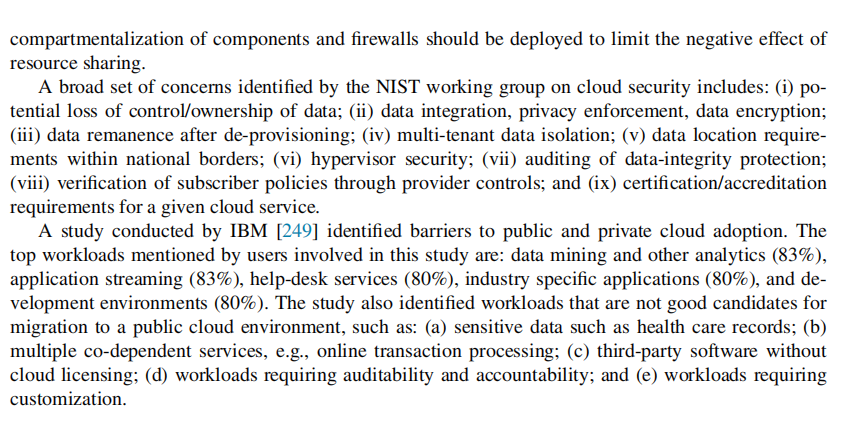 compartmentalization of components and firewalls should be deployed to limit the negative effect of
resource sharing.
A broad set of concerns identified by the NIST working group on cloud security includes: (i) po-
tential loss of control/ownership of data; (ii) data integration, privacy enforcement, data encryption;
(iii) data remanence after de-provisioning; (iv) multi-tenant data isolation; (v) data location require-
ments within national borders; (vi) hypervisor security; (vii) auditing of data-integrity protection;
(viii) verification of subscriber policies through provider controls; and (ix) certification/accreditation
requirements for a given cloud service.
A study conducted by IBM [249] identified barriers to public and private cloud adoption. The
top workloads mentioned by users involved in this study are: data mining and other analytics (83%),
application streaming (83%), help-desk services (80%), industry specific applications (80%), and de-
velopment environments (80%). The study also identified workloads that are not good candidates for
migration to a public cloud environment, such as: (a) sensitive data such as health care records; (b)
multiple co-dependent services, e.g., online transaction processing; (c) third-party software without
cloud licensing; (d) workloads requiring auditability and accountability; and (e) workloads requiring
customization.